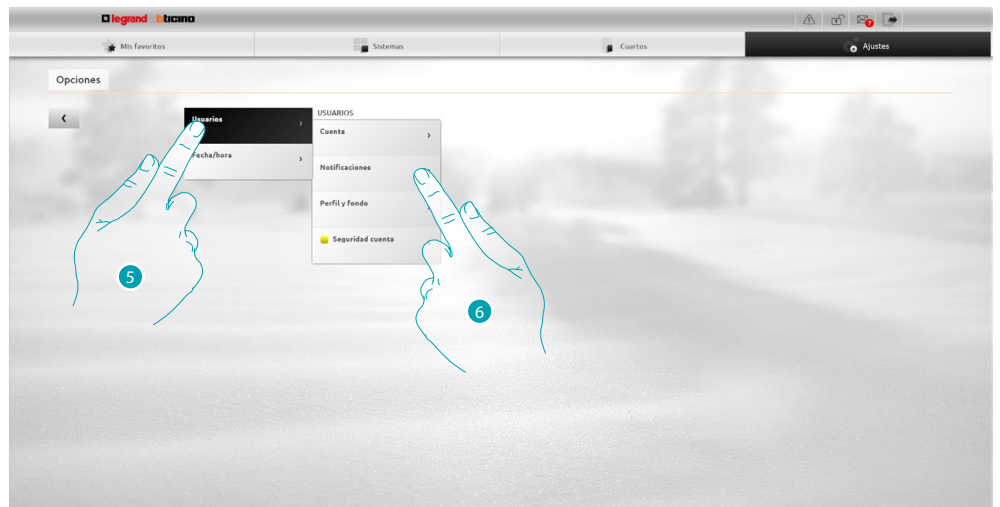 legrand bticino
7
Mis favoritos
Sistemas
Cuartos
Ajustes
Opciones
Usuarios
USUARIOS
Cuenta
Fecha/hora
Notificaciones
Perfil y fondo
Seguridad cuenta
5
6